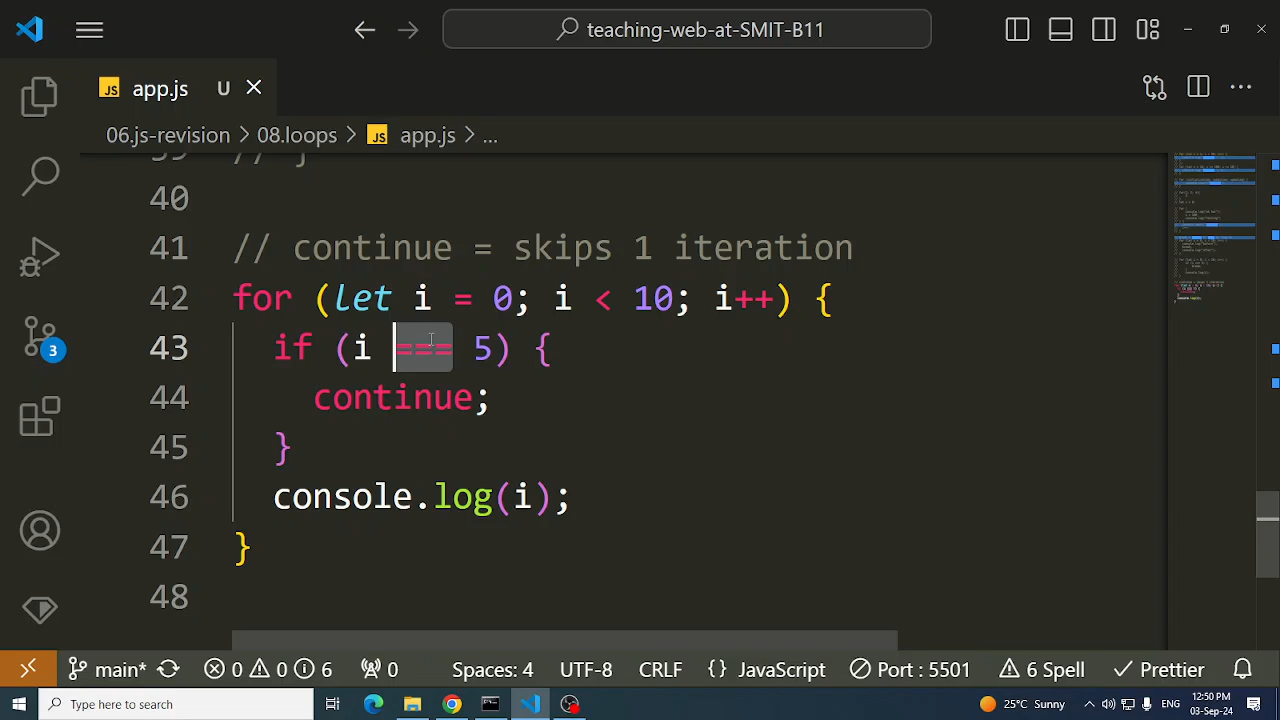 teaching-web-at-SMIT-B11
JS app.js U
06.js-revision > 08.loops > JS app.js > ...
40
41 // continue = skips 1 iteration
42 for (let i = 0; i < 10; i++) {
43 if (i === 5) {
44 continue;
45 }
46 console.log(i);
47 }
48
3
main* 0 0 6 0 Spaces: 4 UTF-8 CRLF {} JavaScript Port : 5501 6 Spell Prettier
Type here to search 25°C Sunny 12:50 PM
03-Sep-24